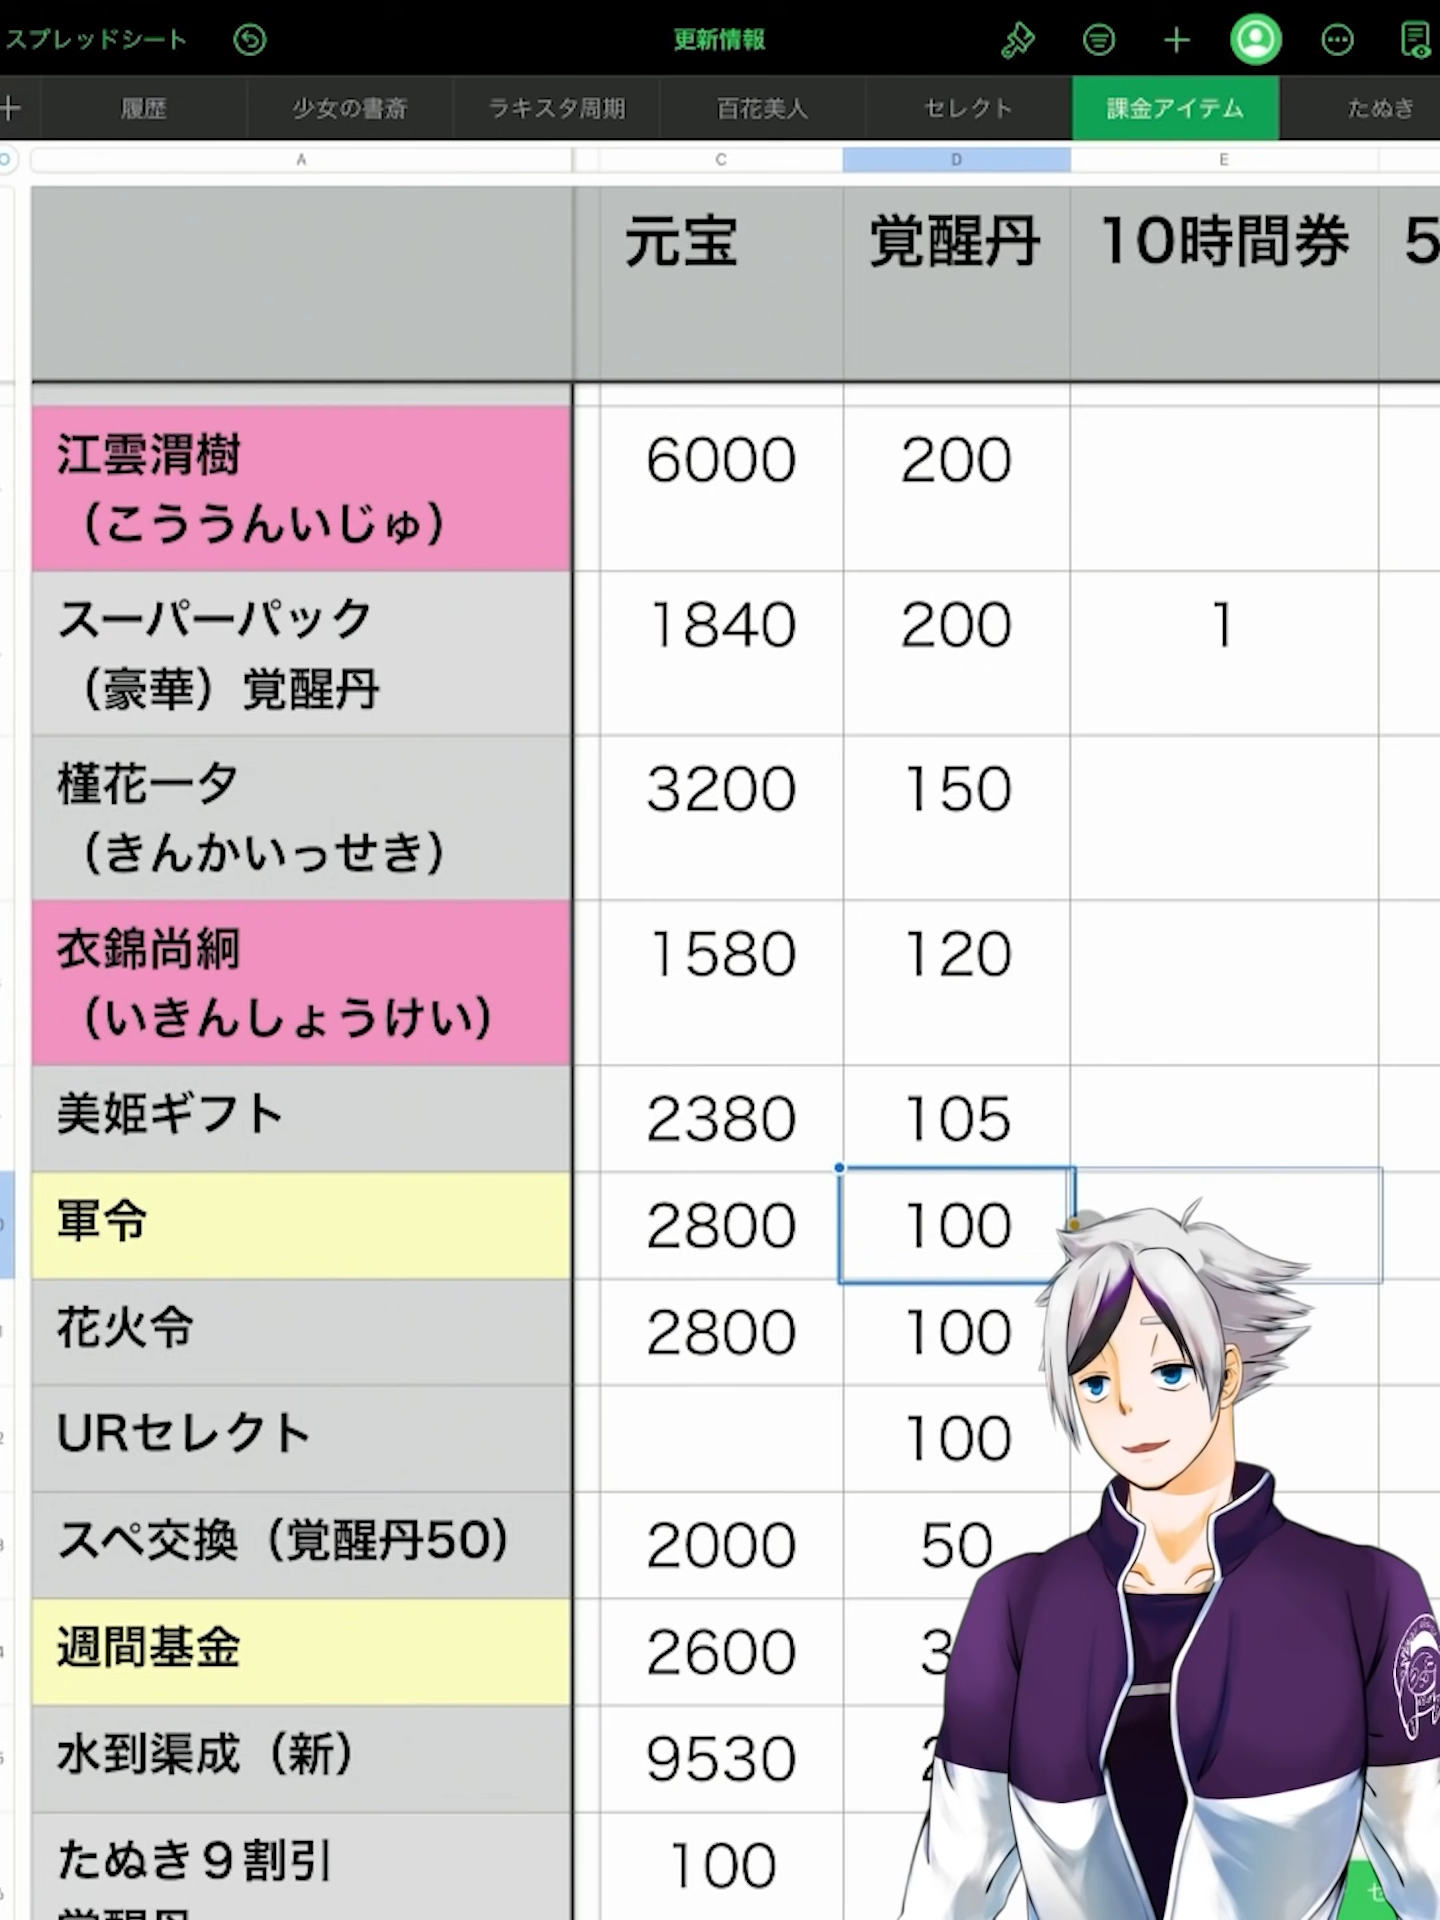 スプレッドシート 更新情報
履歴 少女の書斎 ラキスタ周期 百花美人 セレクト 課金アイテム たぬき
A C D E
元宝 覚醒丹 10時間券 5
江雲渭樹 6000 200
（こううんいじゅ）
スーパーパック 1840 200 1
（豪華）覚醒丹
槿花一夕 3200 150
（きんかいっせき）
衣錦尚絅 1580 120
（いきんしょうけい）
美姫ギフト 2380 105
軍令 2800 100
花火令 2800 100
URセレクト 100
スペ交換（覚醒丹50） 2000 50
週間基金 2600 3
水到渠成（新） 9530
たぬき９割引 100
覚醒丹